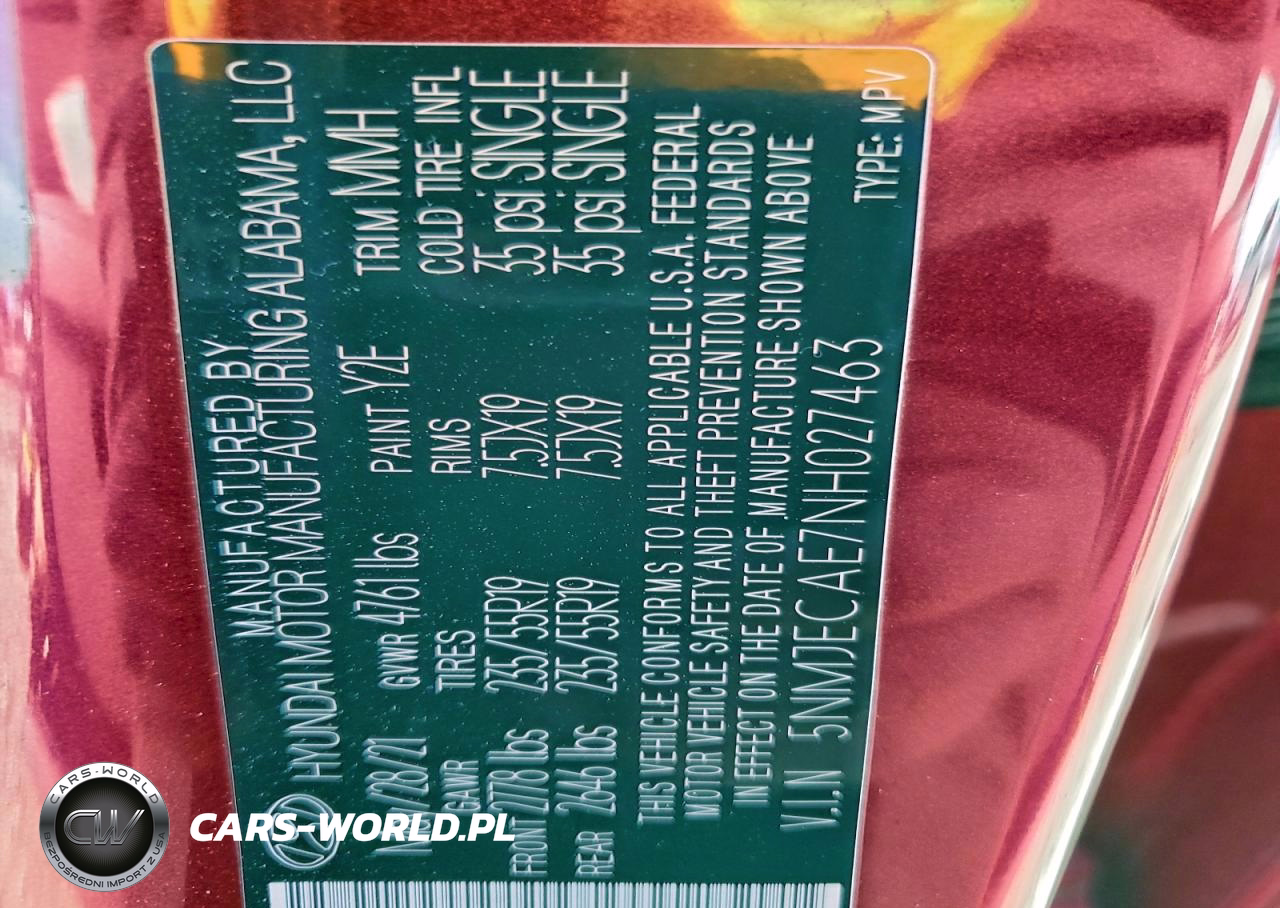 MANUFACTURED BY
HYUNDAI MOTOR MANUFACTURING ALABAMA, LLC
/28/21 GVWR 4761 lbs PAINT Y2E TRIM MMH
GAWR TIRES RIMS COLD TIRE INFL
FRONT 2770 lbs 235/55R19 7.5JX19 35 psi SINGLE
REAR 2646 lbs 235/55R19 7.5JX19 35 psi SINGLE
THIS VEHICLE CONFORMS TO ALL APPLICABLE U.S.A. FEDERAL
MOTOR VEHICLE SAFETY AND THEFT PREVENTION STANDARDS
IN EFFECT ON THE DATE OF MANUFACTURE SHOWN ABOVE
V.I.N 5NMJECAE7NH027463 TYPE: MPV
CARS-WORLD
CW
BEZPOŚREDNI IMPORT Z USA
CARS-WORLD.PL